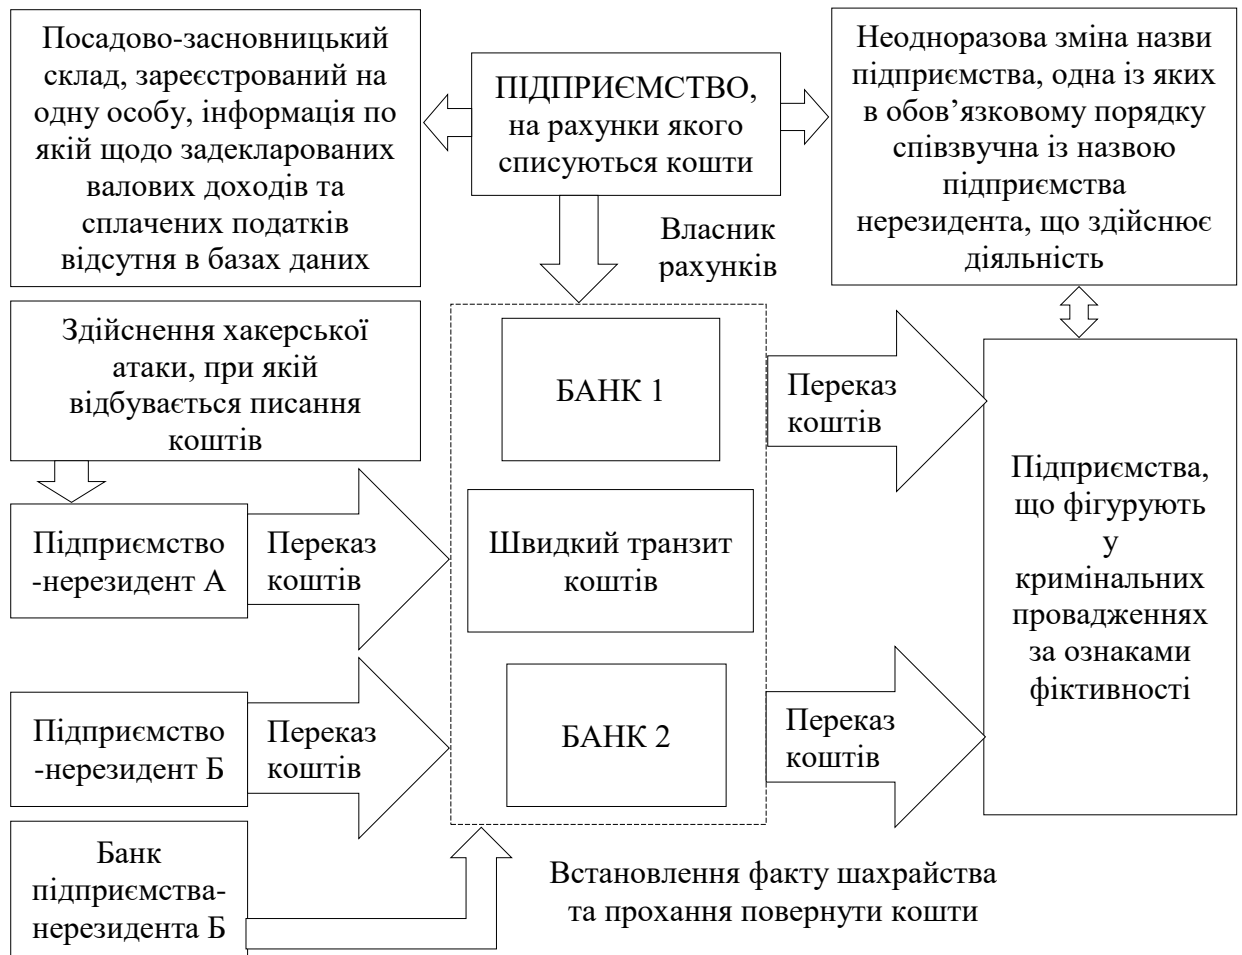 Посадово-засновницький
склад, зареєстрований на
одну особу, інформація по
якій щодо задекларованих
валових доходів та
сплачених податків
відсутня в базах даних
ПІДПРИЄМСТВО,
на рахунки якого
списуються кошти
Неодноразова зміна назви
підприємства, одна із яких
в обов’язковому порядку
співзвучна із назвою
підприємства
нерезидента, що здійснює
діяльність
Власник
рахунків
Здійснення хакерської
атаки, при якій
відбувається писання
коштів
БАНК 1
Переказ
коштів
Підприємство
-нерезидент А
Переказ
коштів
Швидкий транзит
коштів
Підприємства,
що фігурують
у
кримінальних
провадженнях
за ознаками
фіктивності
Підприємство
-нерезидент Б
Переказ
коштів
БАНК 2
Переказ
коштів
Банк
підприємства-
нерезидента Б
Встановлення факту шахрайства
та прохання повернути кошти